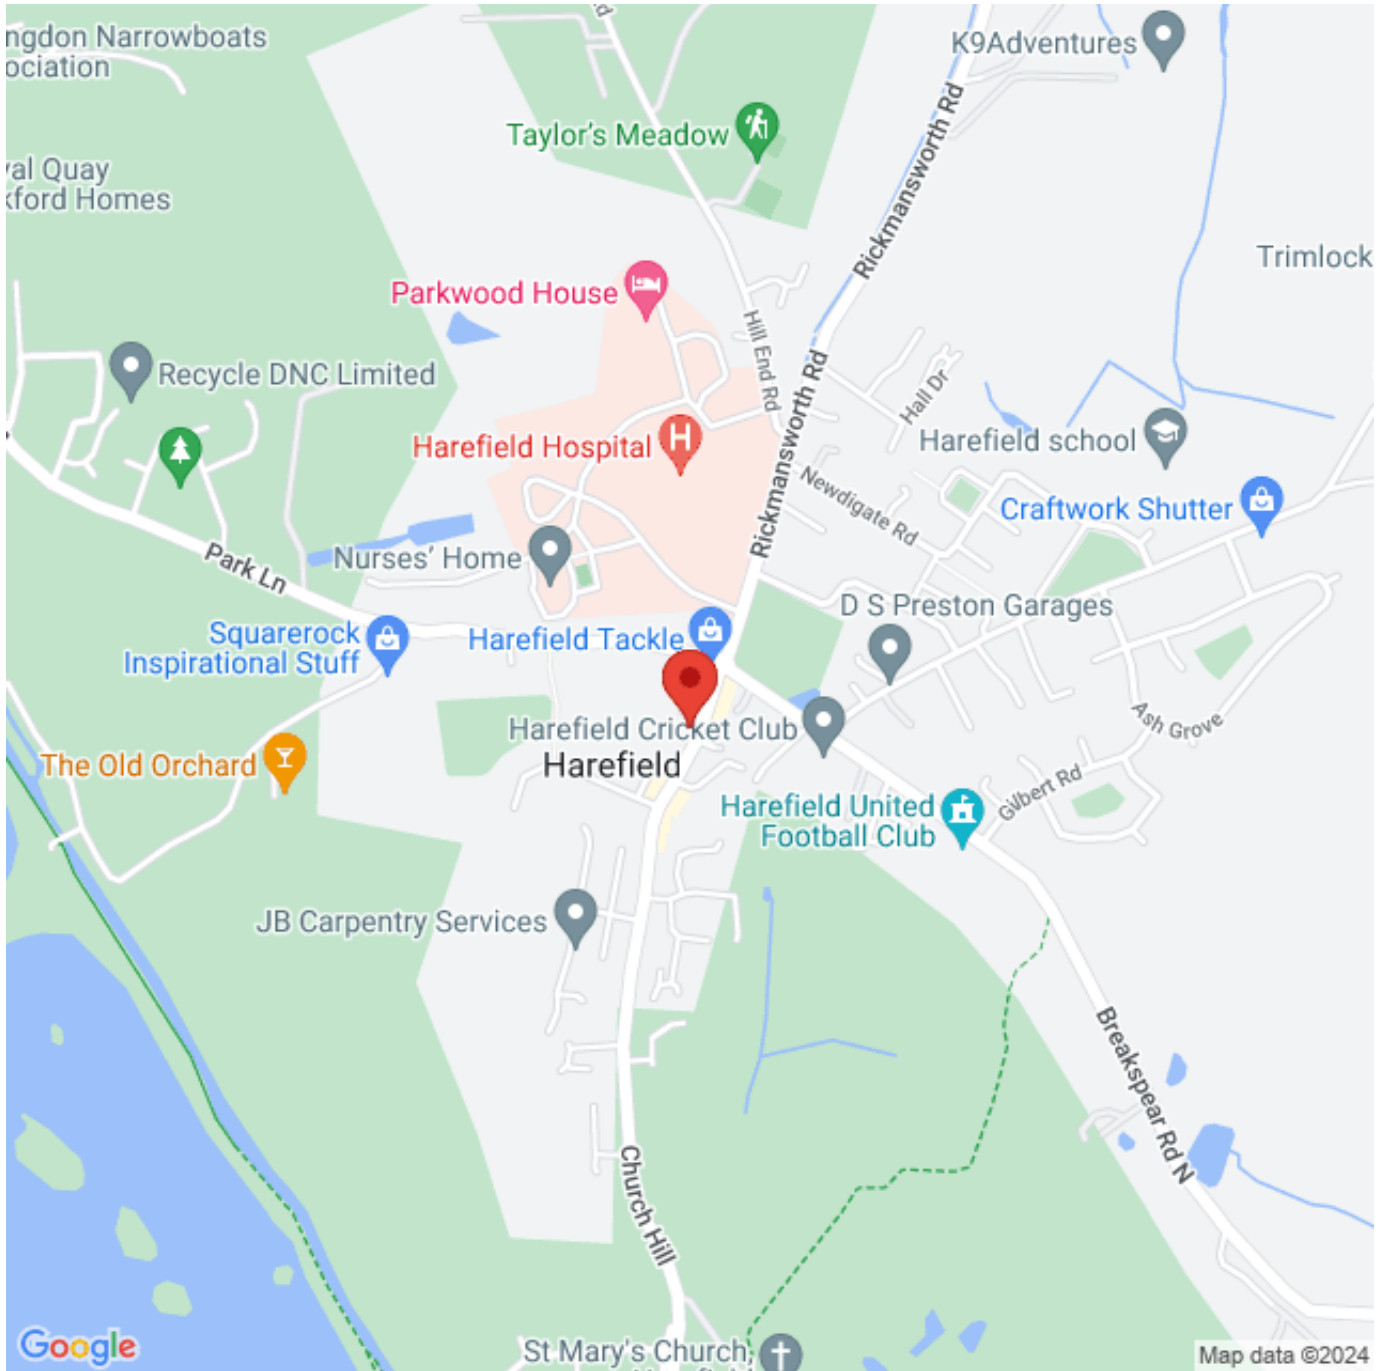 ngdon Narrowboats
ociation
K9Adventures
Taylor's Meadow
Rickmansworth Rd
val Quay
kford Homes
Trimlock
Parkwood House
Hill End Rd
Recycle DNC Limited
Rickmansworth Rd
Hall Dr
Harefield Hospital
Harefield school
Newdigate Rd
Craftwork Shutter
Park Ln
Nurses' Home
D S Preston Garages
Squarerock
Inspirational Stuff
Harefield Tackle
Ash Grove
Harefield Cricket Club
Harefield
The Old Orchard
Gilbert Rd
Harefield United
Football Club
JB Carpentry Services
Breakspear Rd N
Church Hill
St Mary's Church,
Google
Map data ©2024